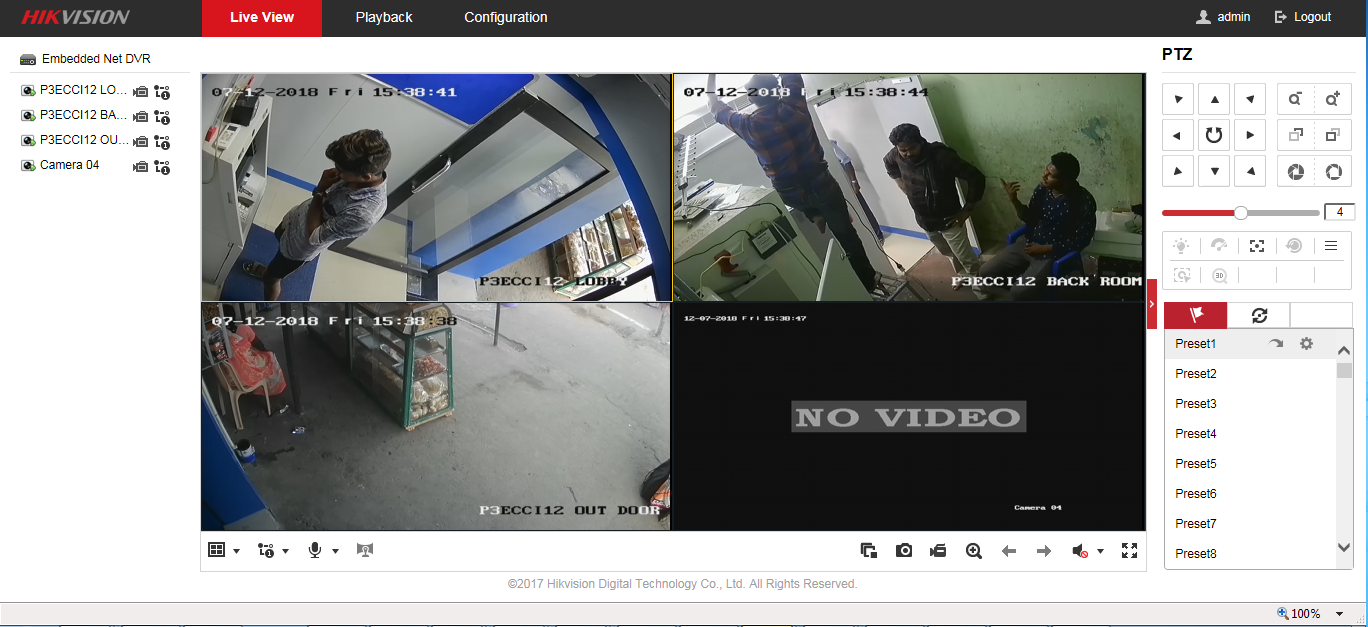 HIKVISION Live View Playback Configuration admin Logout
Embedded Net DVR
P3ECCI12 LO...
P3ECCI12 BA...
P3ECCI12 OU...
Camera 04
07-12-2018 Fri 15:38:41
P3ECCI12 LOBBY
07-12-2018 Fri 15:38:44
P3ECCI12 BACK ROOM
07-12-2018 Fri 15:38:38
P3ECCI12 OUT DOOR
12-07-2018 Fri 15:38:47
NO VIDEO
Camera 04
PTZ
4
3D
Preset1
Preset2
Preset3
Preset4
Preset5
Preset6
Preset7
Preset8
©2017 Hikvision Digital Technology Co., Ltd. All Rights Reserved.
100%